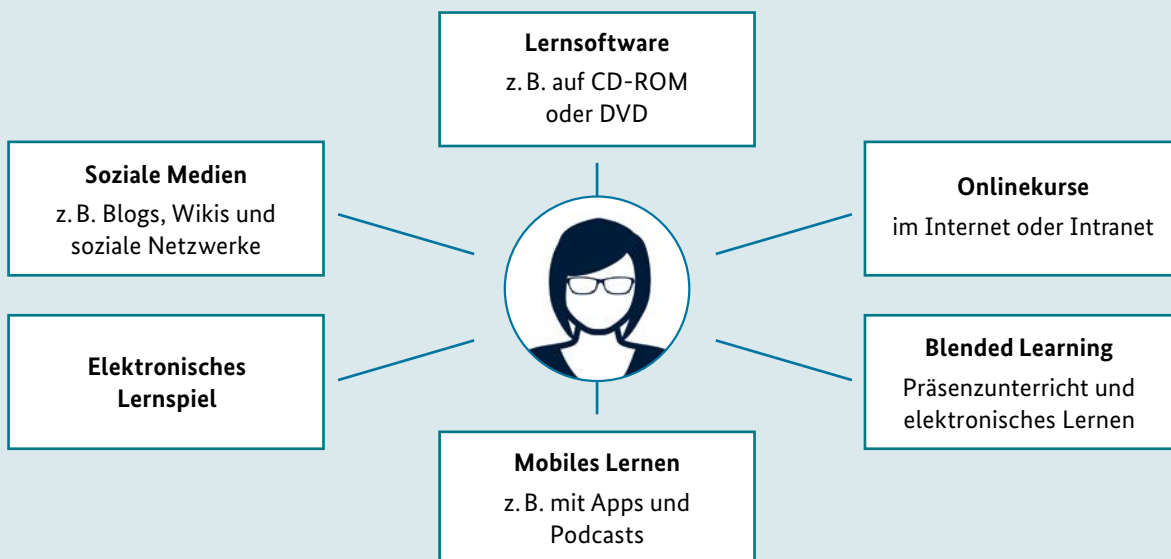 Lernsoftware
z. B. auf CD-ROM
oder DVD
Soziale Medien
z. B. Blogs, Wikis und
soziale Netzwerke
Onlinekurse
im Internet oder Intranet
Elektronisches
Lernspiel
Blended Learning
Präsenzunterricht und
elektronisches Lernen
Mobiles Lernen
z. B. mit Apps und
Podcasts